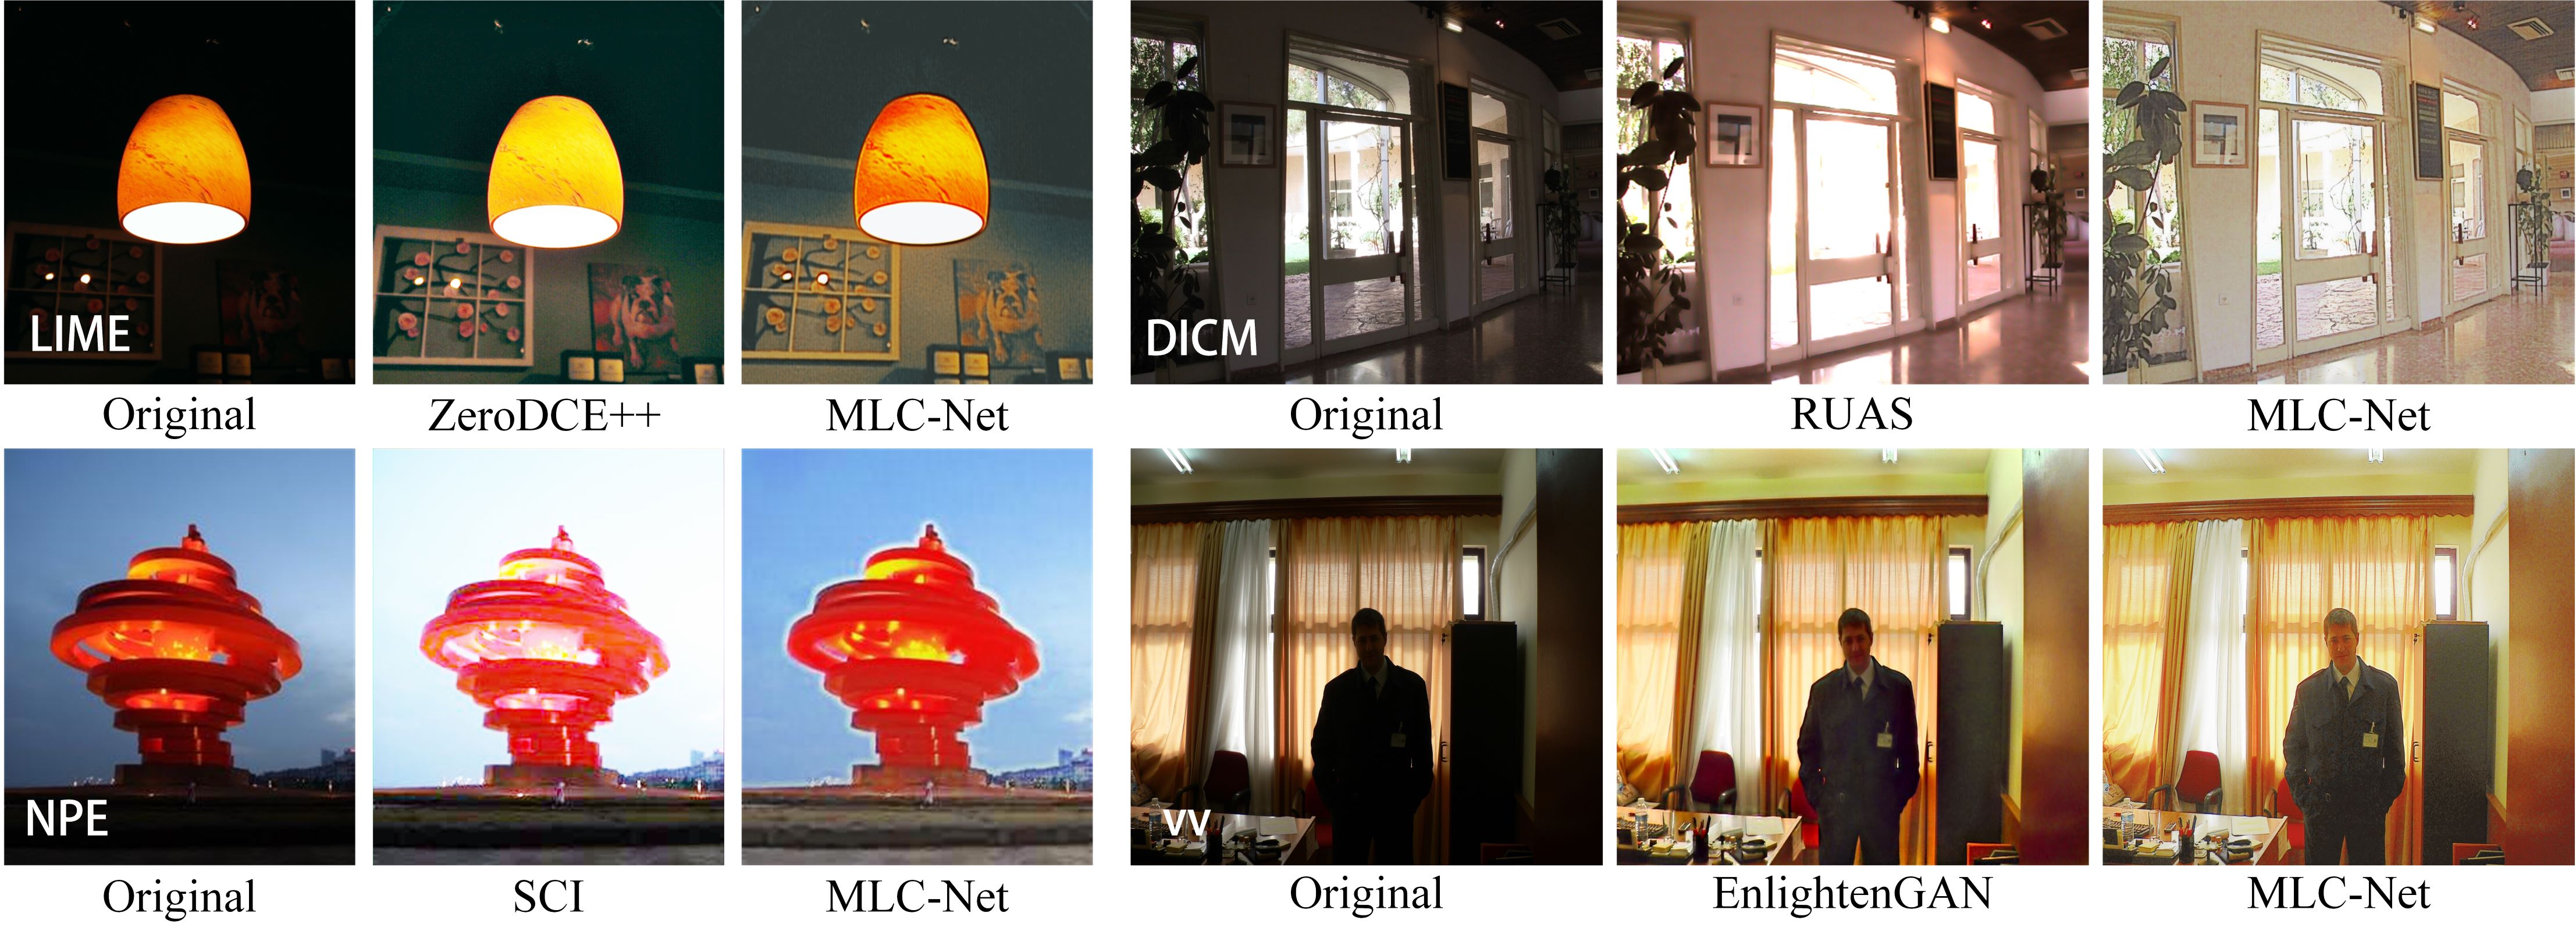 LIME
DICM
Original
ZeroDCE++
MLC-Net
Original
RUAS
MLC-Net
NPE
VV
Original
SCI
MLC-Net
Original
EnlightenGAN
MLC-Net